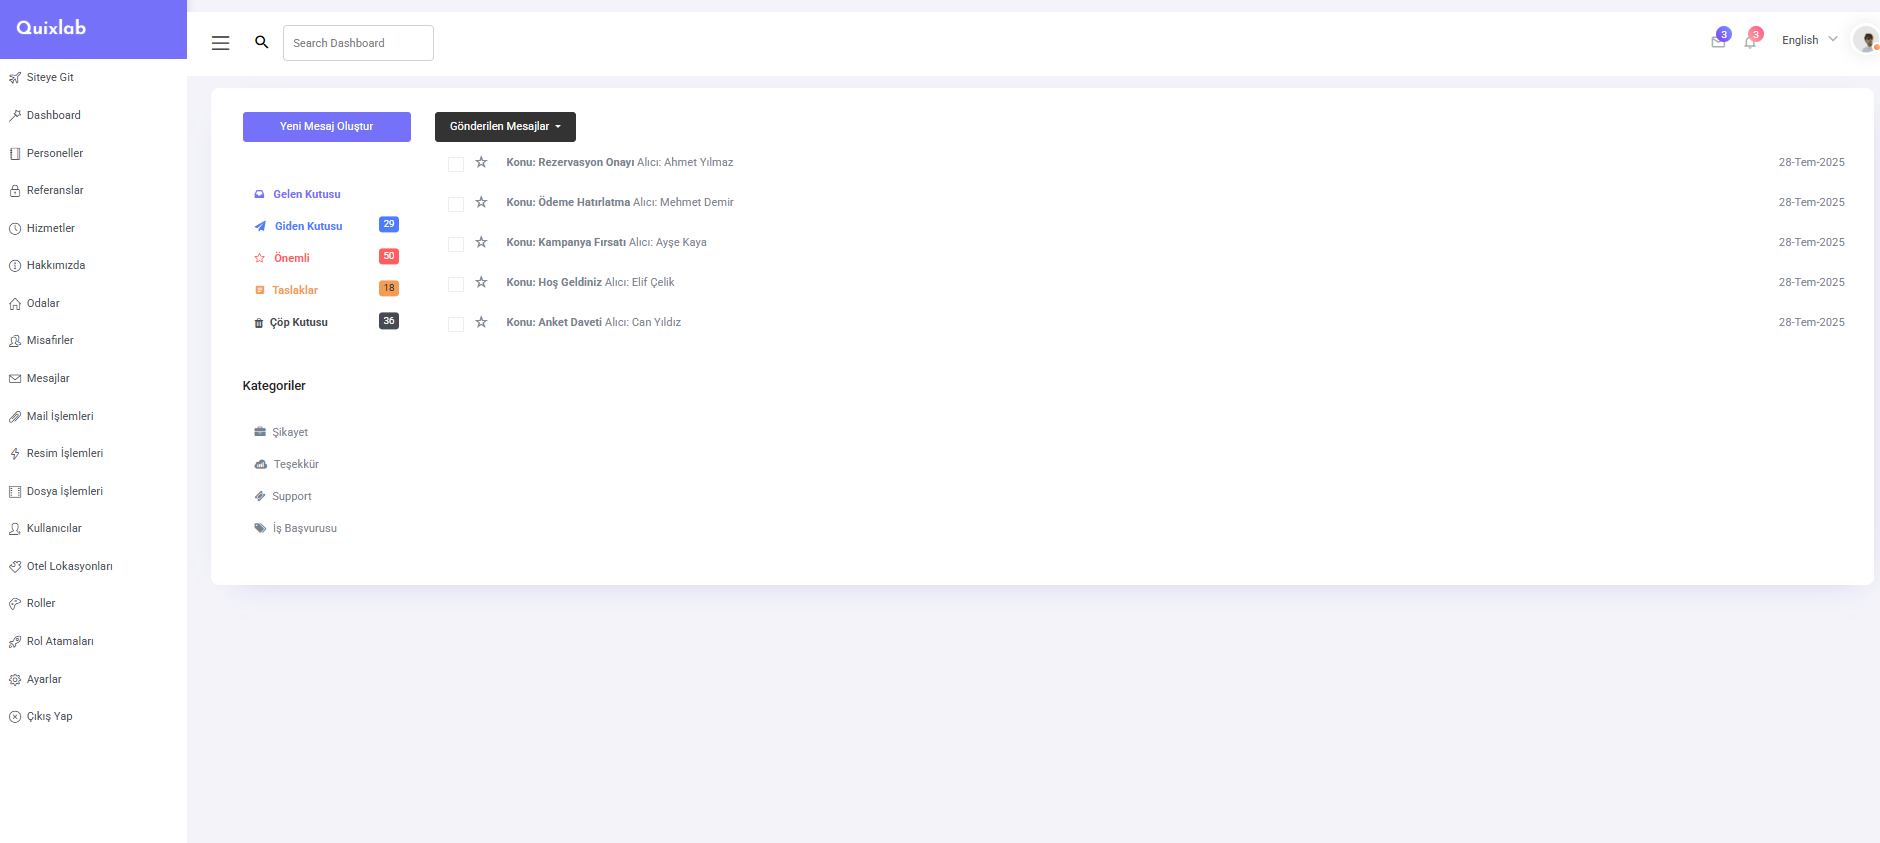 Quixlab
Siteye Git
Dashboard
Personeller
Referanslar
Hizmetler
Hakkımızda
Odalar
Misafirler
Mesajlar
Mail İşlemleri
Resim İşlemleri
Dosya İşlemleri
Kullanıcılar
Otel Lokasyonları
Roller
Rol Atamaları
Ayarlar
Çıkış Yap
Search Dashboard
3
3
English
Yeni Mesaj Oluştur
Gelen Kutusu
Giden Kutusu 29
Önemli 50
Taslaklar 18
Çöp Kutusu 36
Kategoriler
Şikayet
Teşekkür
Support
İş Başvurusu
Gönderilen Mesajlar
Konu: Rezervasyon Onayı Alıcı: Ahmet Yılmaz 28-Tem-2025
Konu: Ödeme Hatırlatma Alıcı: Mehmet Demir 28-Tem-2025
Konu: Kampanya Fırsatı Alıcı: Ayşe Kaya 28-Tem-2025
Konu: Hoş Geldiniz Alıcı: Elif Çelik 28-Tem-2025
Konu: Anket Daveti Alıcı: Can Yıldız 28-Tem-2025